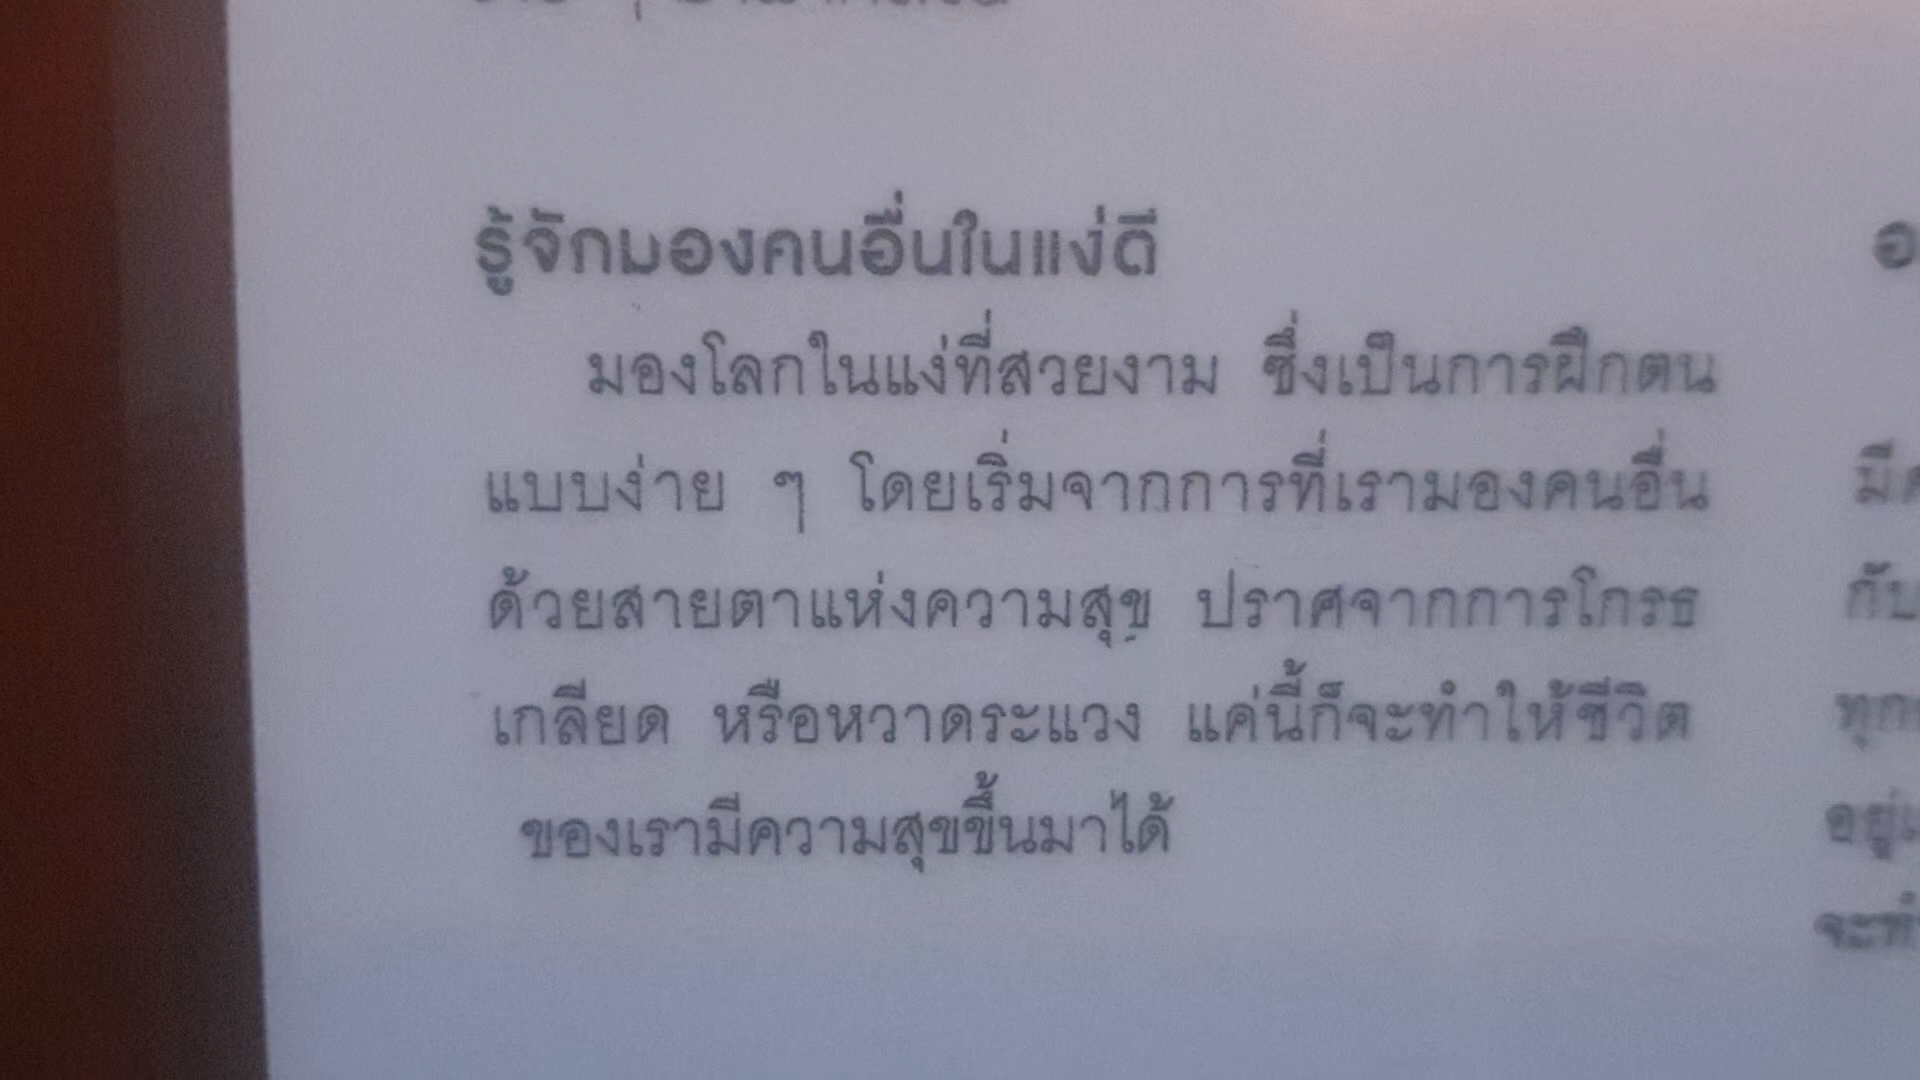 รู้จักมองคนอื่นในแง่ดี
มองโลกในแง่ที่สวยงาม ซึ่งเป็นการฝึกตน
แบบง่าย ๆ โดยเริ่มจากการที่เรามองคนอื่น
ด้วยสายตาแห่งความสุข ปราศจากการโกรธ
เกลียด หรือหวาดระแวง แค่นี้ก็จะทำให้ชีวิต
ของเรามีความสุขขึ้นมาได้